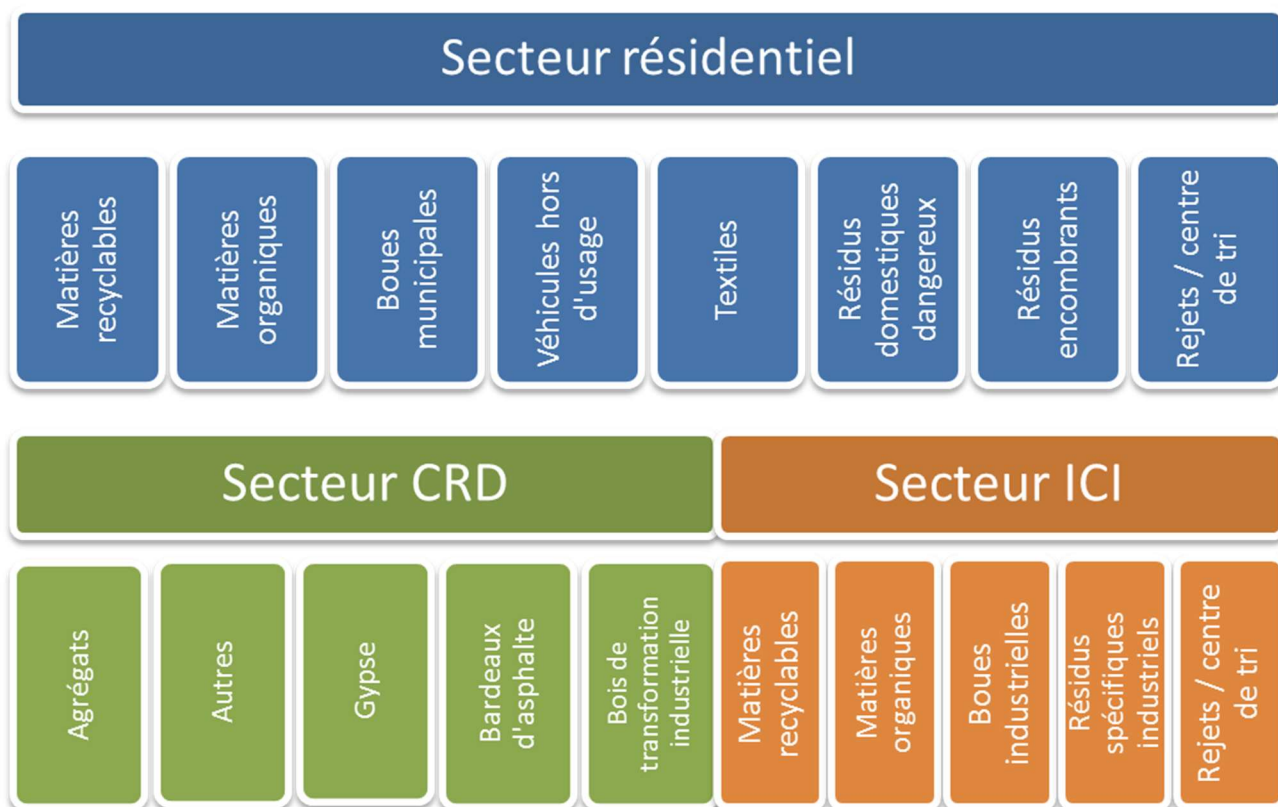 Secteur résidentiel
Matières
recyclables
Matières
organiques
Boues
municipales
Véhicules hors
d'usage
Textiles
Résidus
domestiques
dangereux
Résidus
encombrants
Rejets / centre
de tri
Secteur CRD
Agrégats
Autres
Gypse
Bardeaux
d'asphalte
Bois de
transformation
industrielle
Secteur ICI
Matières
recyclables
Matières
organiques
Boues
industrielles
Résidus
spécifiques
industriels
Rejets / centre
de tri